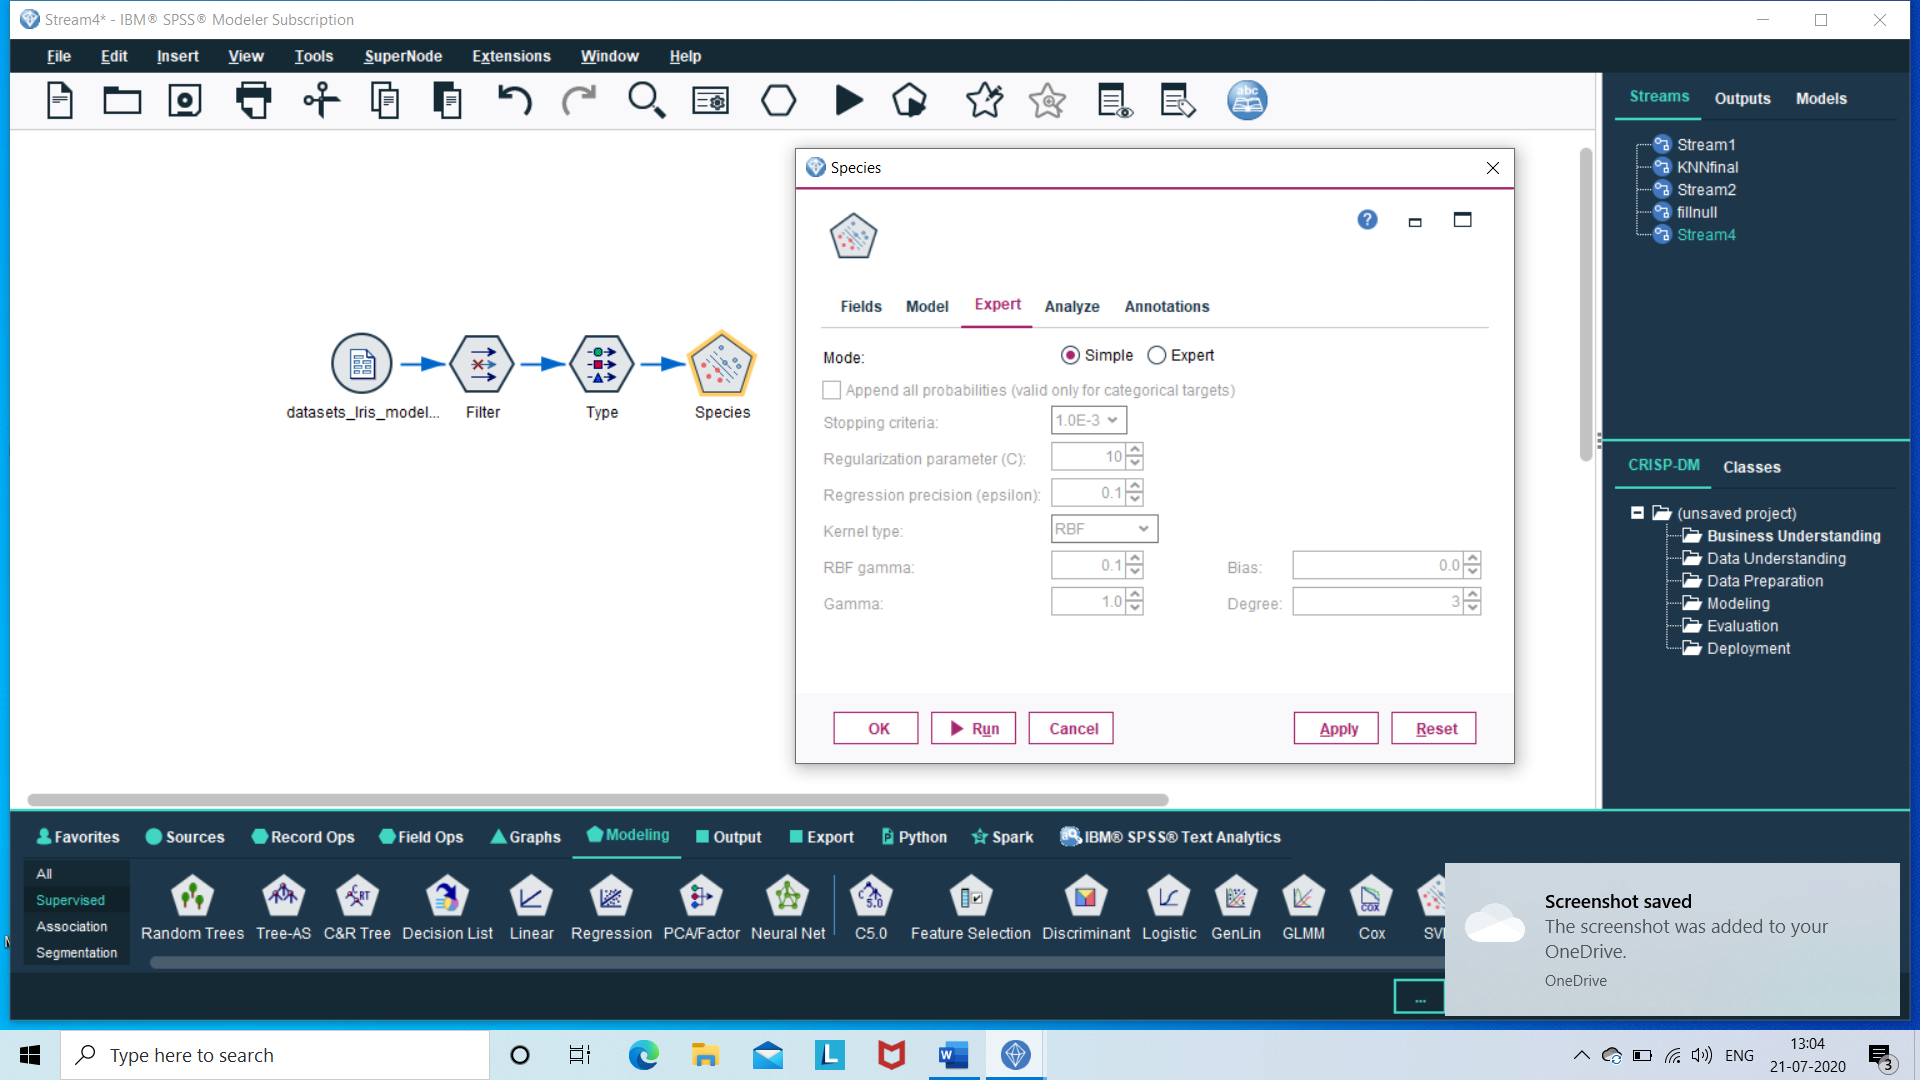 Stream4* - IBM® SPSS® Modeler Subscription
File Edit Insert View Tools SuperNode Extensions Window Help
abc
Streams Outputs Models
Stream1
KNNfinal
Stream2
fillnull
Stream4
datasets_Iris_model... Filter Type Species
Species
?
Fields Model Expert Analyze Annotations
Mode: Simple Expert
Append all probabilities (valid only for categorical targets)
Stopping criteria: 1.0E-3
Regularization parameter (C): 10
Regression precision (epsilon): 0.1
Kernel type: RBF
RBF gamma: 0.1 Bias: 0.0
Gamma: 1.0 Degree: 3
OK Run Cancel Apply Reset
CRISP-DM Classes
(unsaved project)
Business Understanding
Data Understanding
Data Preparation
Modeling
Evaluation
Deployment
Favorites Sources Record Ops Field Ops Graphs Modeling Output Export Python Spark IBM® SPSS® Text Analytics
All
Supervised
Association
Segmentation
C RT
C 5.0
COX
Random Trees Tree-AS C&R Tree Decision List Linear Regression PCA/Factor Neural Net C5.0 Feature Selection Discriminant Logistic GenLin GLMM Cox
...
Screenshot saved
The screenshot was added to your
OneDrive.
OneDrive
Type here to search
L
W
ENG
13:04
21-07-2020
3